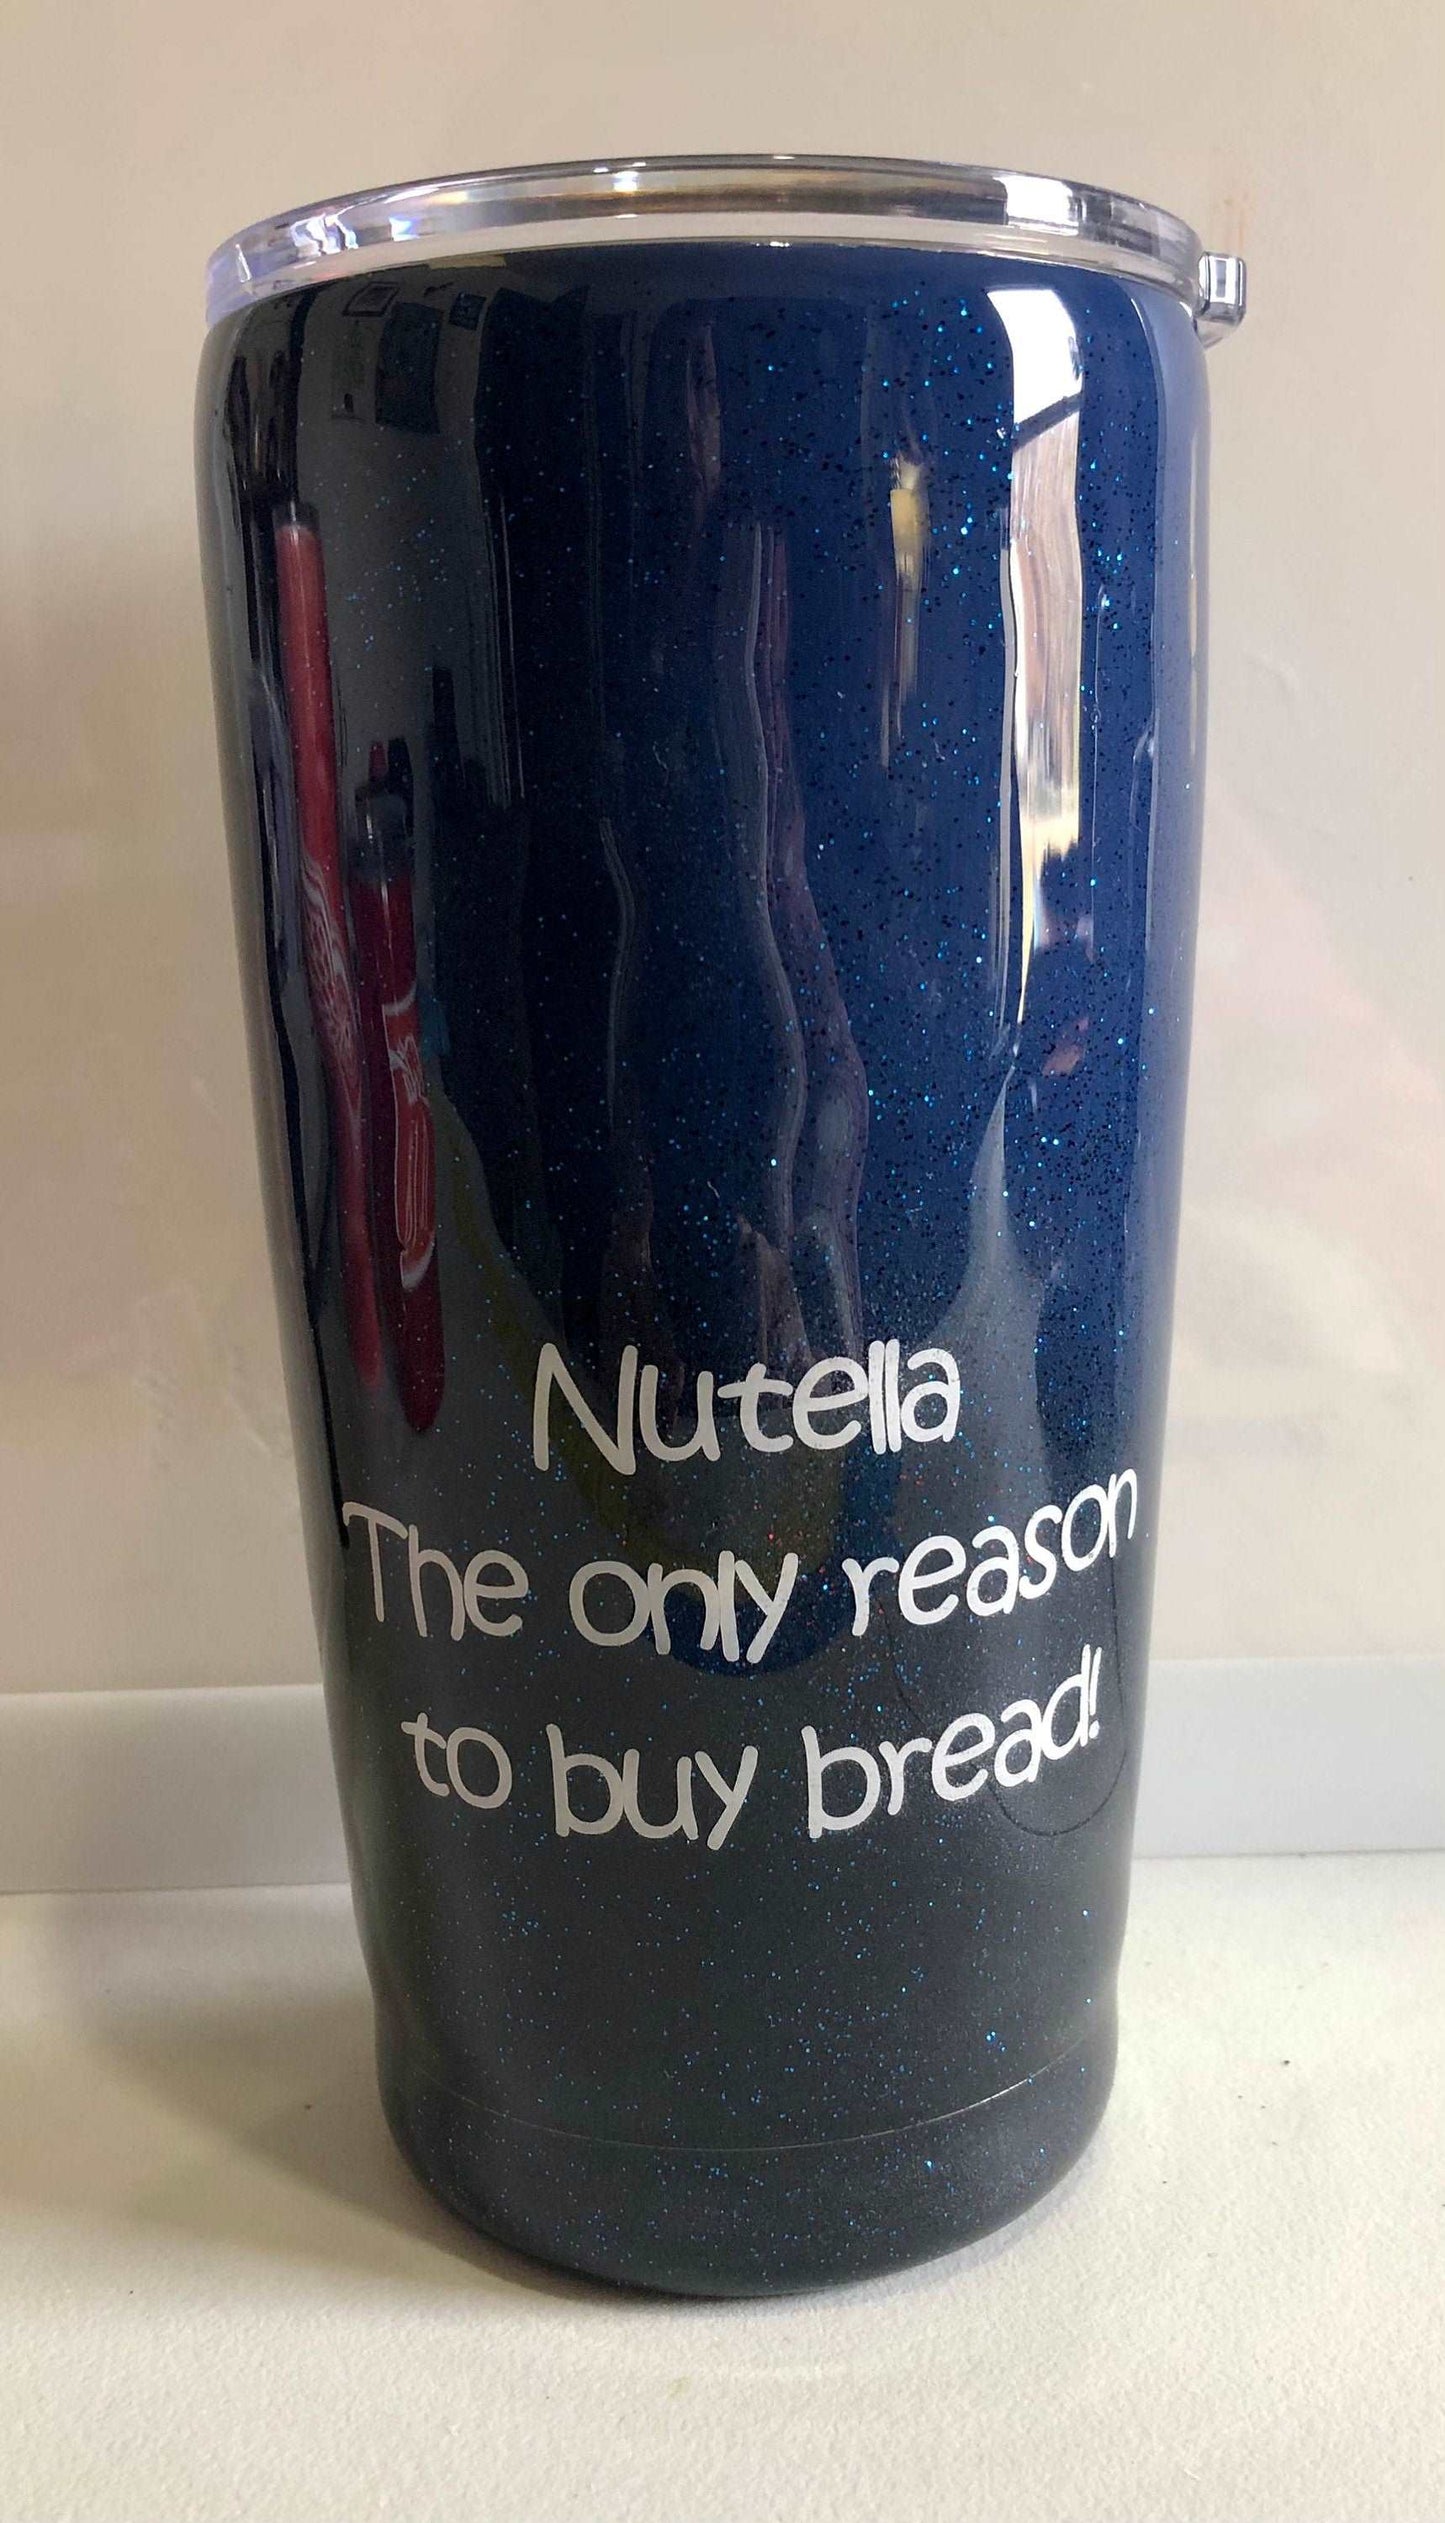 Nutella
The only reason
to buy bread!